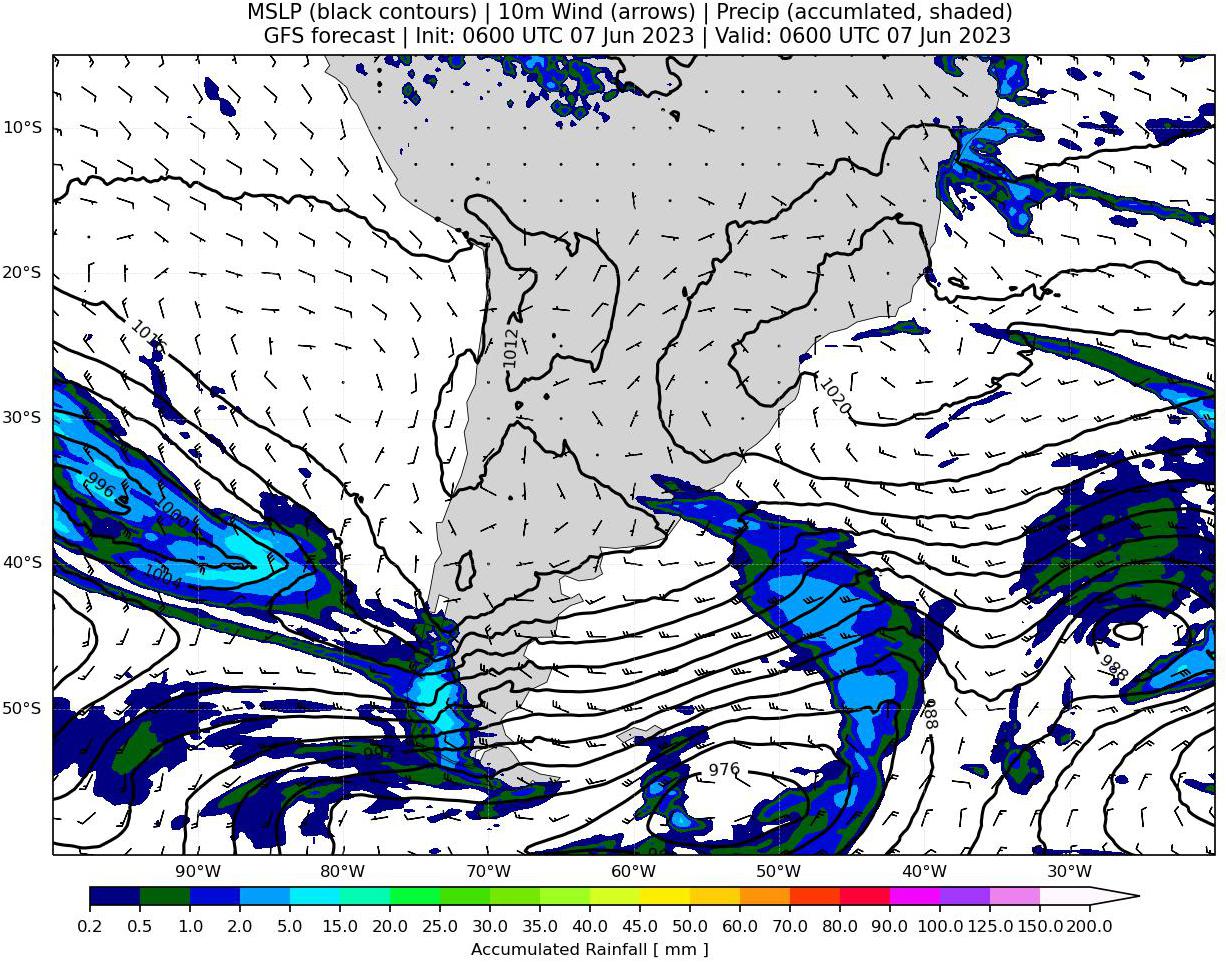 MSLP (black contours) | 10m Wind (arrows) | Precip (accumlated, shaded)
GFS forecast | Init: 0600 UTC 07 Jun 2023 | Valid: 0600 UTC 07 Jun 2023
10°S
20°S
1012
1020
30°S
996
1000
40°S
1004
988
50°S
988
992
976
90°W 80°W 70°W 60°W 50°W 40°W 30°W
0.2 0.5 1.0 2.0 5.0 10.0 15.0 20.0 25.0 30.0 35.0 40.0 45.0 50.0 60.0 70.0 80.0 90.0 100.0 125.0 150.0 200.0
Accumulated Rainfall [ mm ]